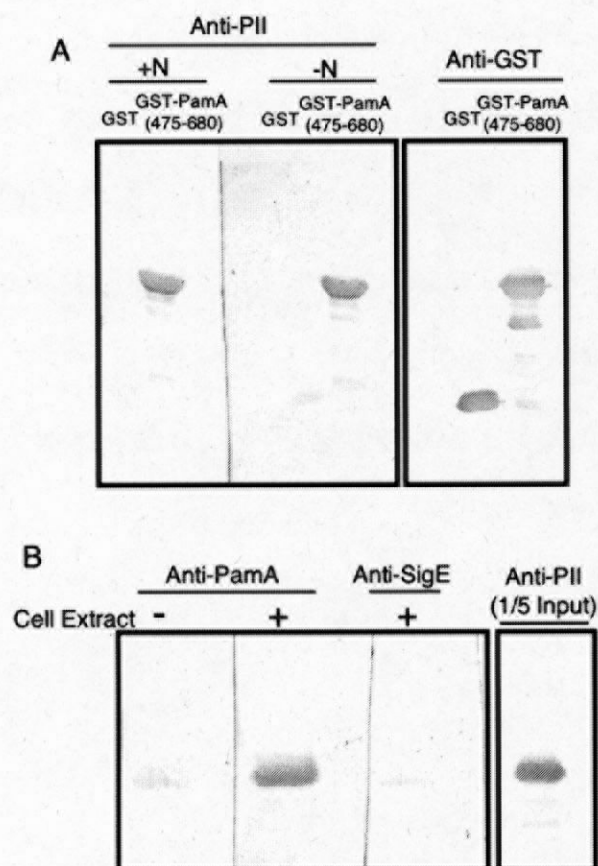 A
Anti-PII
+N -N Anti-GST
GST GST-PamA (475-680) GST GST-PamA (475-680) GST GST-PamA (475-680)
B
Anti-PamA Anti-SigE Anti-PII
(1/5 Input)
Cell Extract - + +